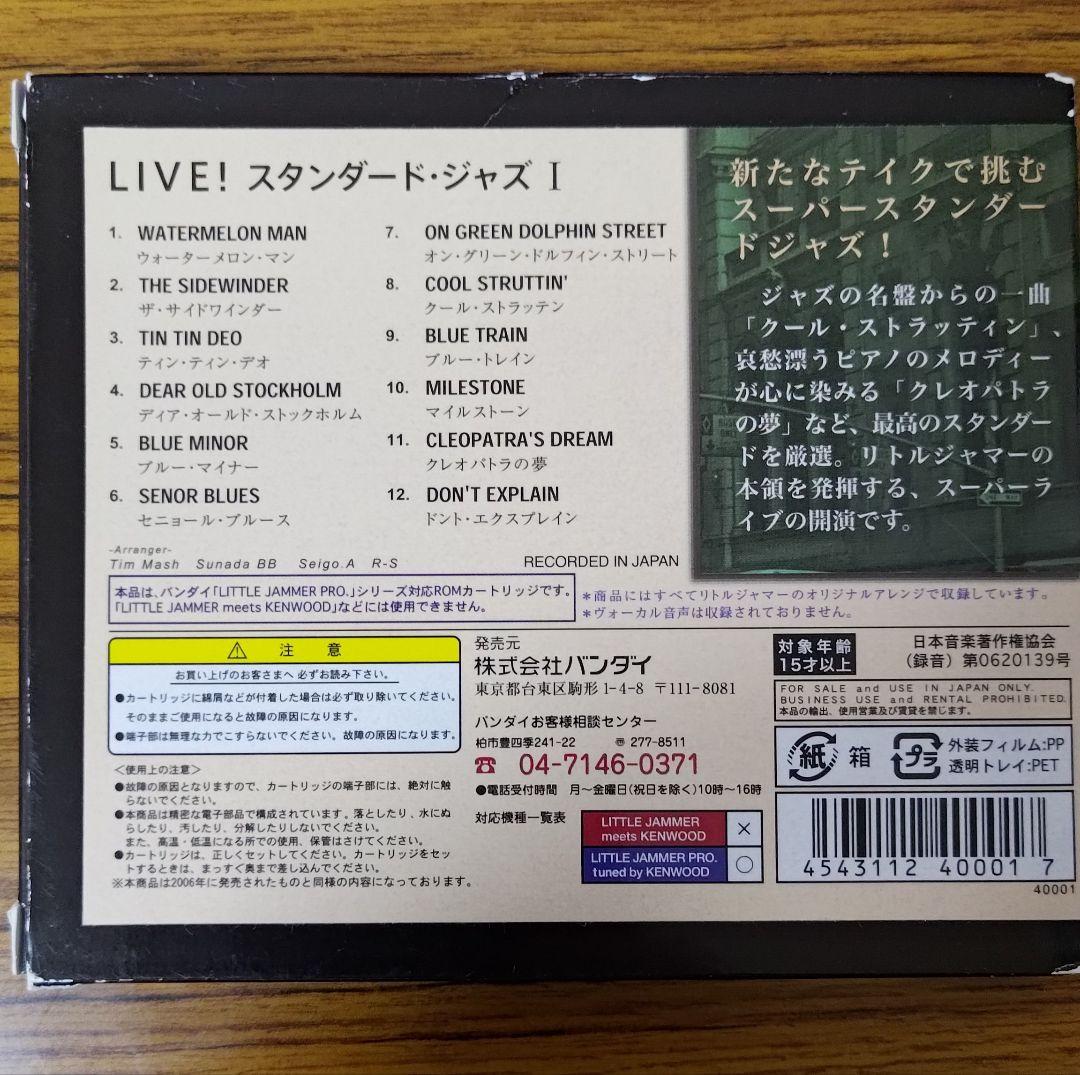 LIVE! スタンダード・ジャズ I
1. WATERMELON MAN
ウォーターメロン・マン
2. THE SIDEWINDER
ザ・サイドワインダー
3. TIN TIN DEO
ティン・ティン・デオ
4. DEAR OLD STOCKHOLM
ディア・オールド・ストックホルム
5. BLUE MINOR
ブルー・マイナー
6. SENOR BLUES
セニョール・ブルース
7. ON GREEN DOLPHIN STREET
オン・グリーン・ドルフィン・ストリート
8. COOL STRUTTIN'
クール・ストラッテン
9. BLUE TRAIN
ブルー・トレイン
10. MILESTONE
マイルストーン
11. CLEOPATRA'S DREAM
クレオパトラの夢
12. DON'T EXPLAIN
ドント・エクスプレイン
-Arranger-
Tim Mash Sunada BB Seigo.A R-S
RECORDED IN JAPAN
新たなテイクで挑む
スーパースタンダー
ドジャズ！
ジャズの名盤からの一曲
「クール・ストラッティン」、
哀愁漂うピアノのメロディー
が心に染みる「クレオパトラ
の夢」など、最高のスタンダー
ドを厳選。リトルジャマーの
本領を発揮する、スーパーラ
イブの開演です。
本品は、バンダイ「LITTLE JAMMER PRO.」シリーズ対応ROMカートリッジです。
「LITTLE JAMMER meets KENWOOD」などには使用できません。
*商品にはすべてリトルジャマーのオリジナルアレンジで収録しています。
*ヴォーカル音声は収録されておりません。
⚠ 注意
お買い上げのお客さまへ 必ずお読み下さい。
●カートリッジに綿屑などが付着した場合は必ず取り除いてください。
そのままご使用になると故障の原因になります。
●端子部は無理な力でこすらないでください。故障の原因になります。
＜使用上の注意＞
●故障の原因となりますので、カートリッジの端子部には、絶対に触
らないでください。
●本商品は精密な電子部品で構成されています。落としたり、水にぬ
らしたり、汚したり、分解したりしないでください。
また、高温・低温になる所での使用、保管はさけてください。
●カートリッジは、正しくセットしてください。カートリッジをセッ
トするときは、まっすぐ奥まで差し込んでください。
※本商品は2006年に発売されたものと同様の内容になっております。
発売元
株式会社バンダイ
東京都台東区駒形1-4-8 〒111-8081
バンダイお客様相談センター
柏市豊四季241-22 〒277-8511
☎ 04-7146-0371
●電話受付時間 月～金曜日(祝日を除く)10時～16時
対応機種一覧表
LITTLE JAMMER
meets KENWOOD ×
LITTLE JAMMER PRO.
tuned by KENWOOD ○
対象年齢
15才以上
日本音楽著作権協会
(録音) 第0620139号
FOR SALE and USE IN JAPAN ONLY.
BUSINESS USE and RENTAL PROHIBITED.
本品の輸出、使用営業及び賃貸を禁じます。
紙 箱
プラ 外装フィルム:PP
透明トレイ:PET
4543112 40001 7
40001